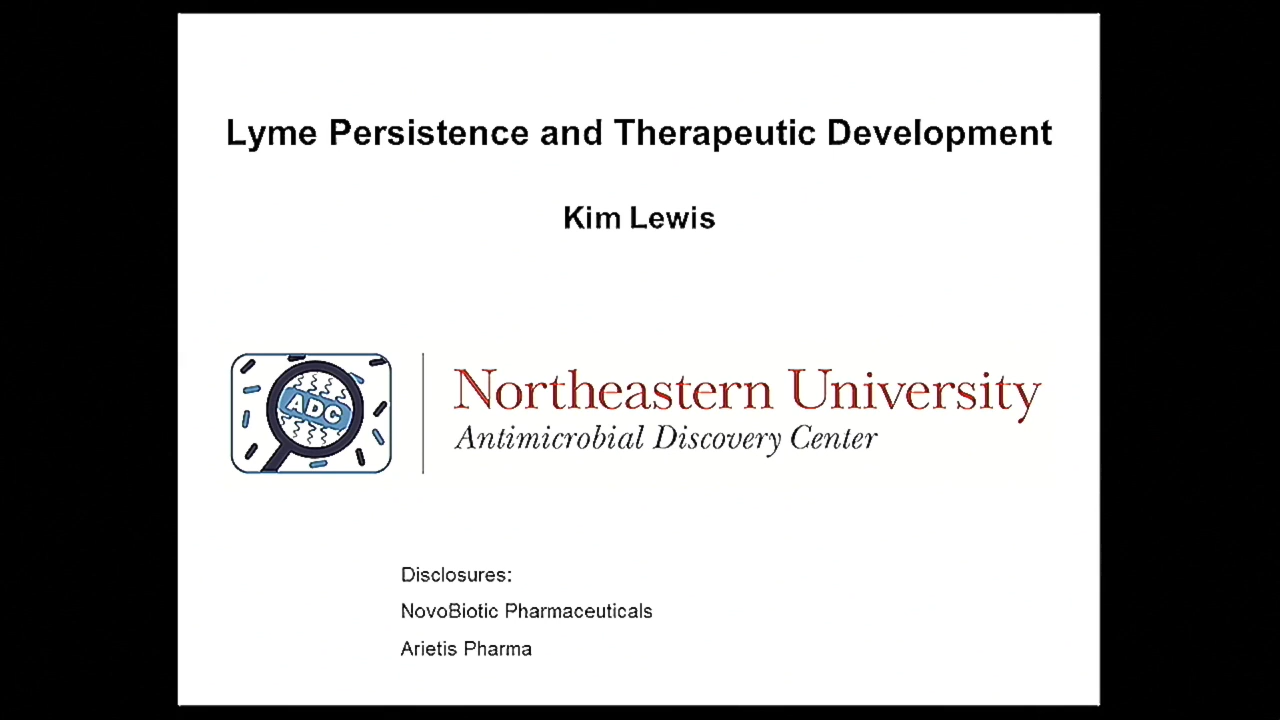 Lyme Persistence and Therapeutic Development
Kim Lewis
ADC
Northeastern University
Antimicrobial Discovery Center
Disclosures:
NovoBiotic Pharmaceuticals
Arietis Pharma